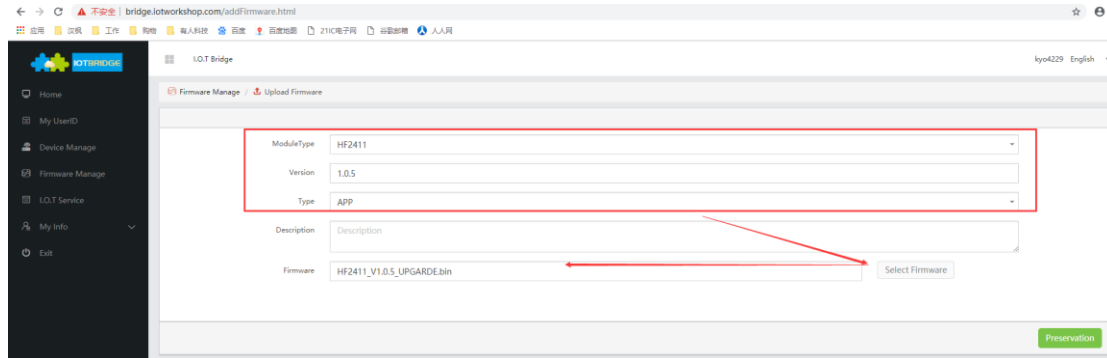 不安全 | bridge.iotworkshop.com/addFirmware.html
应用 汉枫 工作 购物 有人科技 百度 百度地图 21IC电子网 谷歌邮箱 人人网
IOTBRIDGE
I.O.T Bridge
kyo4229 English
Home
My UserID
Device Manage
Firmware Manage
I.O.T Service
My Info
Exit
Firmware Manage / Upload Firmware
ModuleType HF2411
Version 1.0.5
Type APP
Description Description
Firmware HF2411_V1.0.5_UPGARDE.bin Select Firmware
Preservation